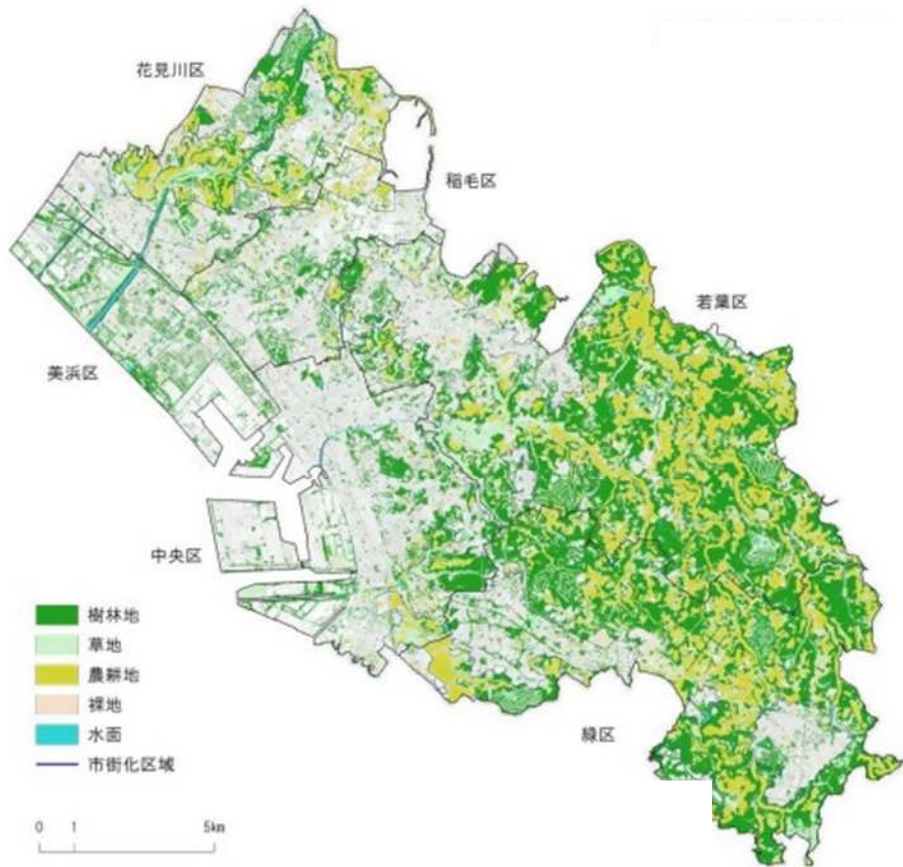 花見川区
稲毛区
若葉区
美浜区
中央区
緑区
樹林地
草地
農耕地
裸地
水面
市街化区域
0 1 5km